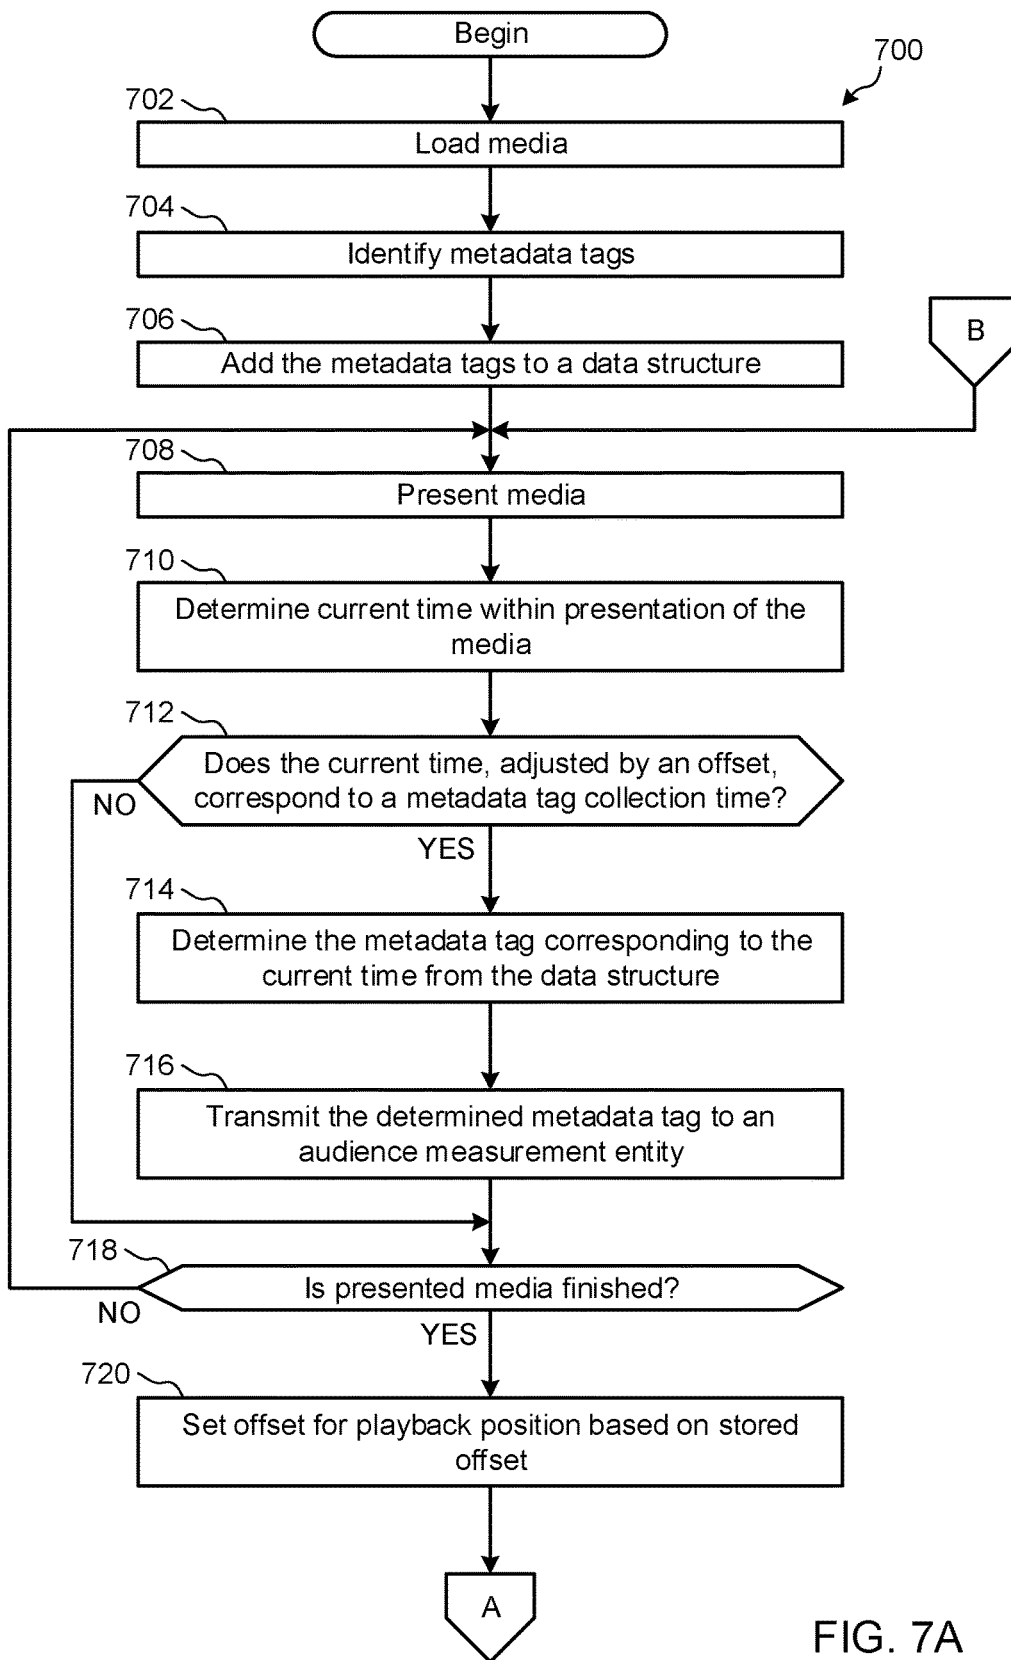 Begin
700
702
Load media
704
Identify metadata tags
706
Add the metadata tags to a data structure
B
708
Present media
710
Determine current time within presentation of the
media
712
Does the current time, adjusted by an offset,
correspond to a metadata tag collection time?
NO
YES
714
Determine the metadata tag corresponding to the
current time from the data structure
716
Transmit the determined metadata tag to an
audience measurement entity
718
Is presented media finished?
NO
YES
720
Set offset for playback position based on stored
offset
A
FIG. 7A